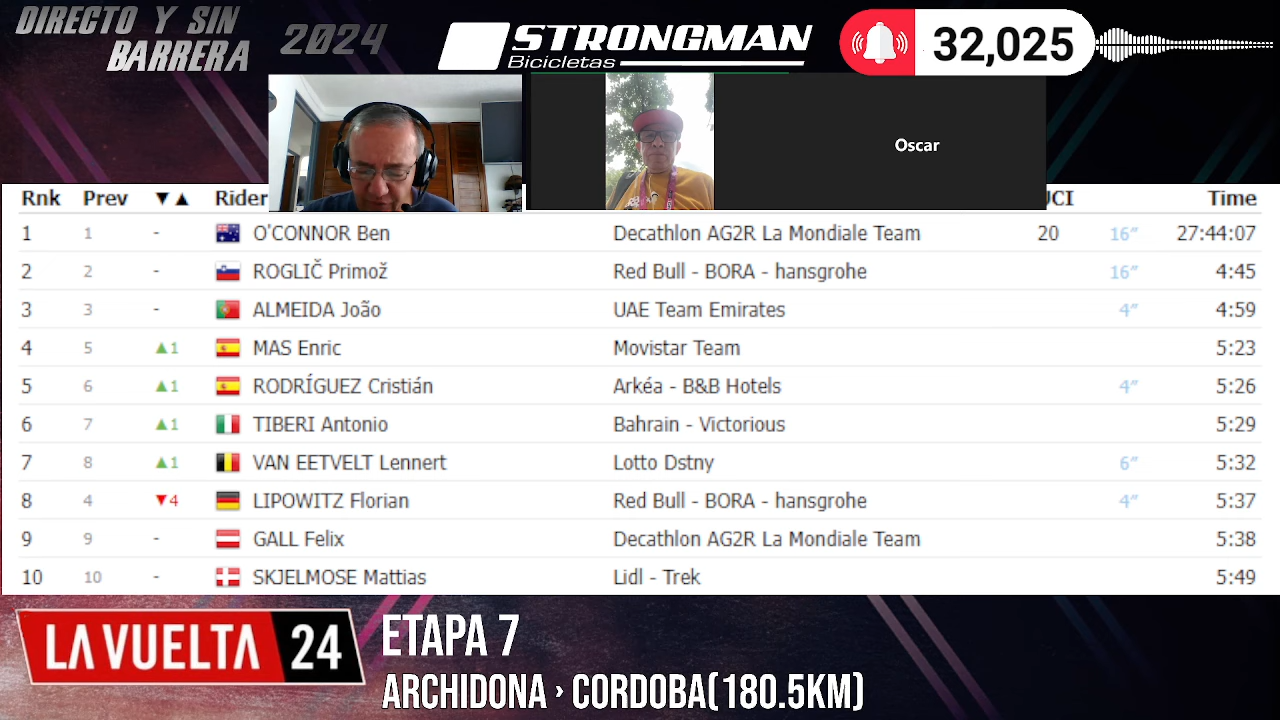 DIRECTO Y SIN
BARRERA
2024
STRONGMAN
Bicicletas
32,025
Oscar
Rnk Prev ▼▲ Rider UCI Time
1 1 - O'CONNOR Ben Decathlon AG2R La Mondiale Team 20 16″ 27:44:07
2 2 - ROGLIČ Primož Red Bull - BORA - hansgrohe 16″ 4:45
3 3 - ALMEIDA João UAE Team Emirates 4″ 4:59
4 5 ▲1 MAS Enric Movistar Team 5:23
5 6 ▲1 RODRÍGUEZ Cristián Arkéa - B&B Hotels 4″ 5:26
6 7 ▲1 TIBERI Antonio Bahrain - Victorious 5:29
7 8 ▲1 VAN EETVELT Lennert Lotto Dstny 6″ 5:32
8 4 ▼4 LIPOWITZ Florian Red Bull - BORA - hansgrohe 4″ 5:37
9 9 - GALL Felix Decathlon AG2R La Mondiale Team 5:38
10 10 - SKJELMOSE Mattias Lidl - Trek 5:49
LA VUELTA 24
ETAPA 7
ARCHIDONA › CORDOBA(180.5KM)